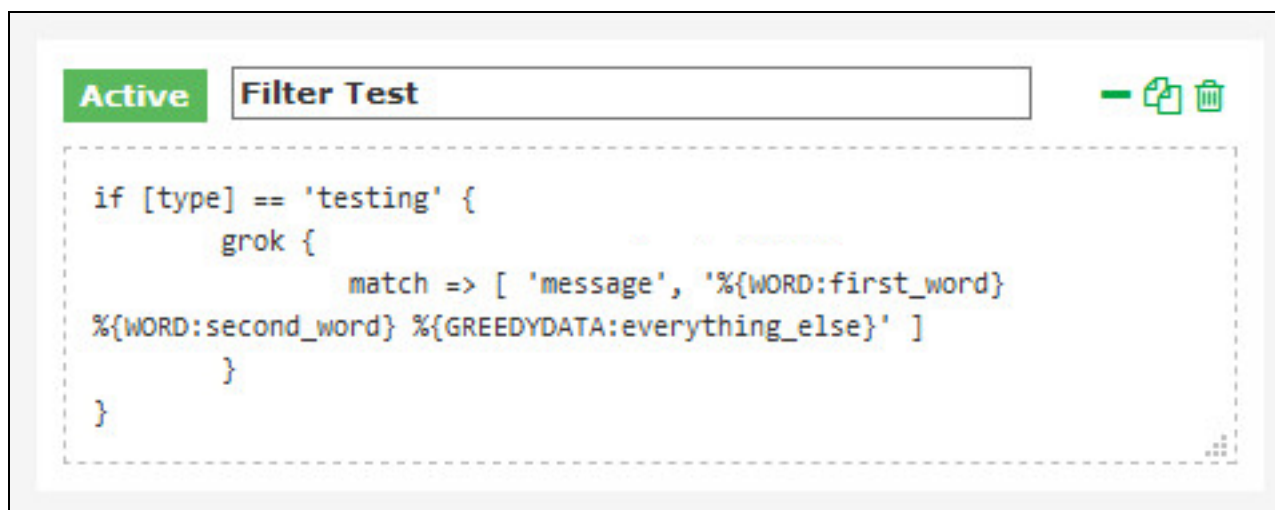 Active Filter Test
if [type] == 'testing' {
grok {
match => [ 'message', '%{WORD:first_word}
%{WORD:second_word} %{GREEDYDATA:everything_else}' ]
}
}